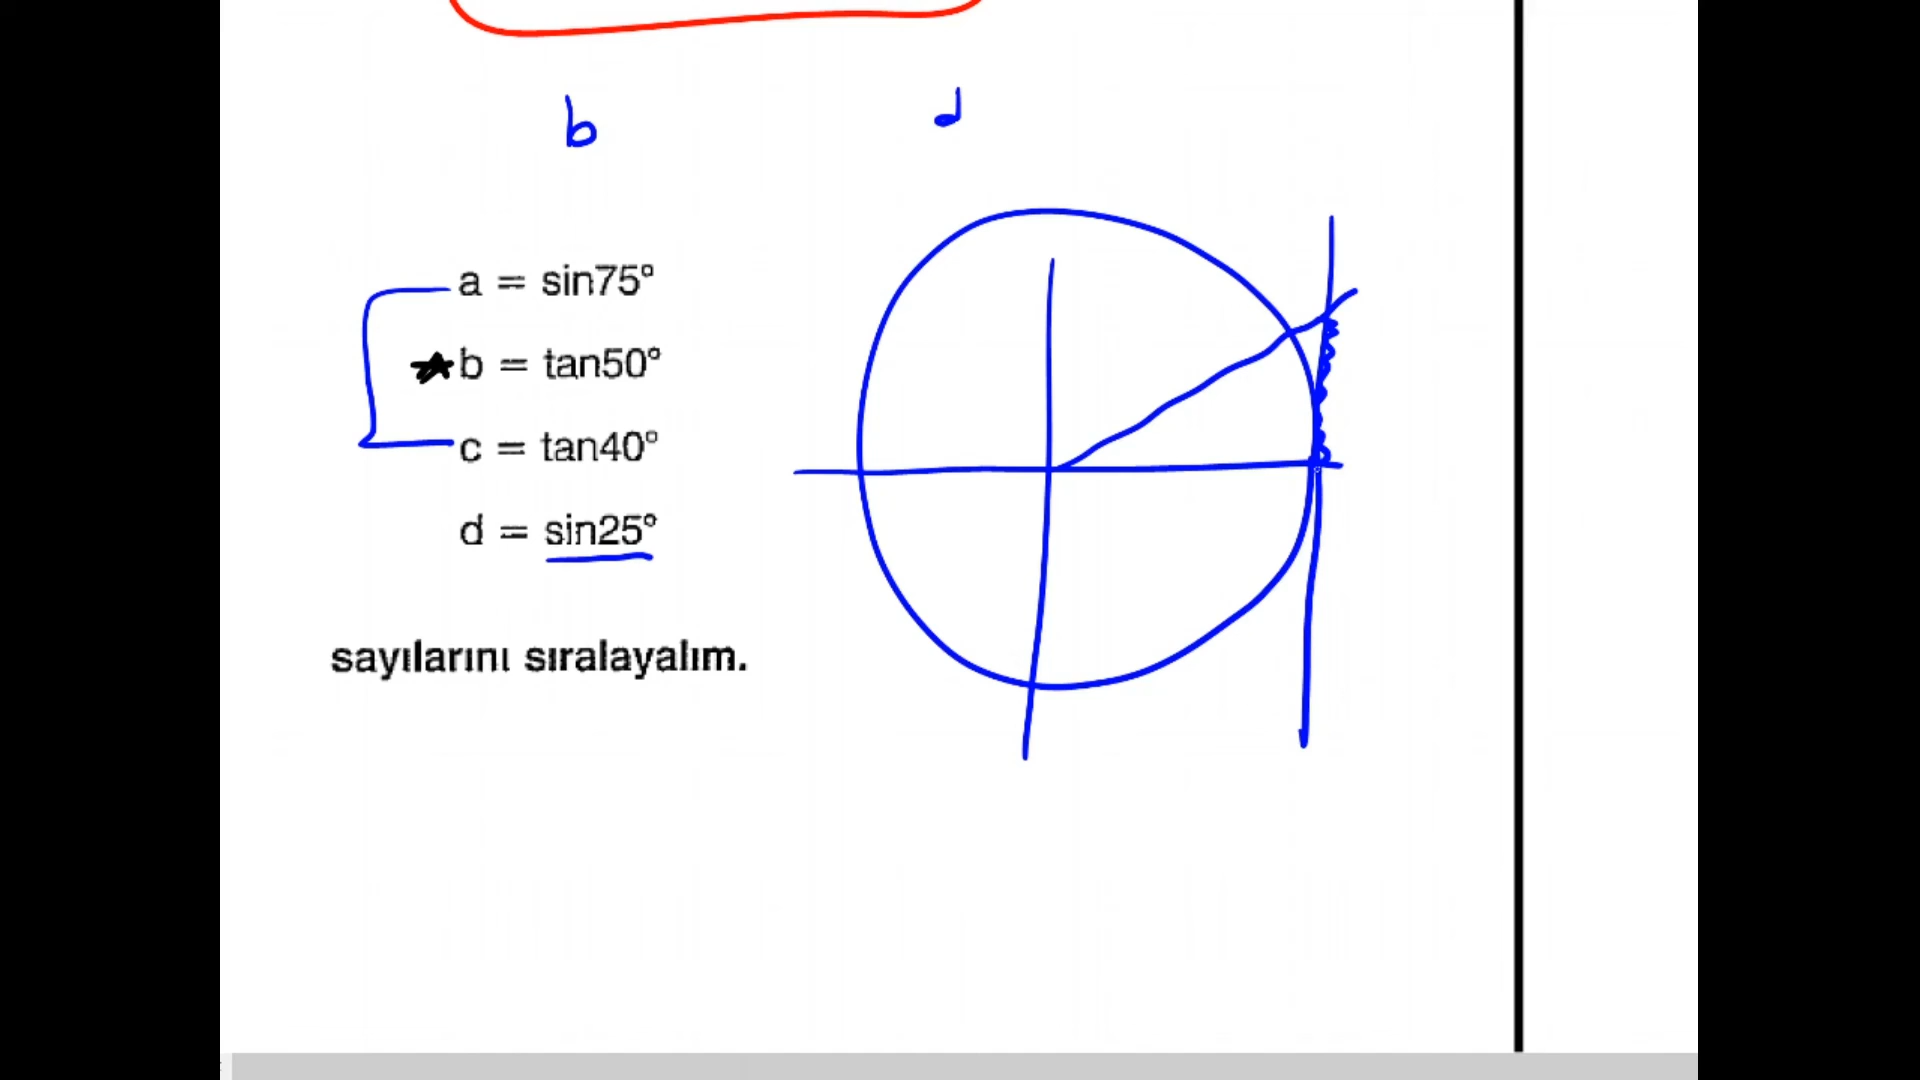 b d
a = sin75°
b = tan50°
c = tan40°
d = sin25°
sayılarını sıralayalım.